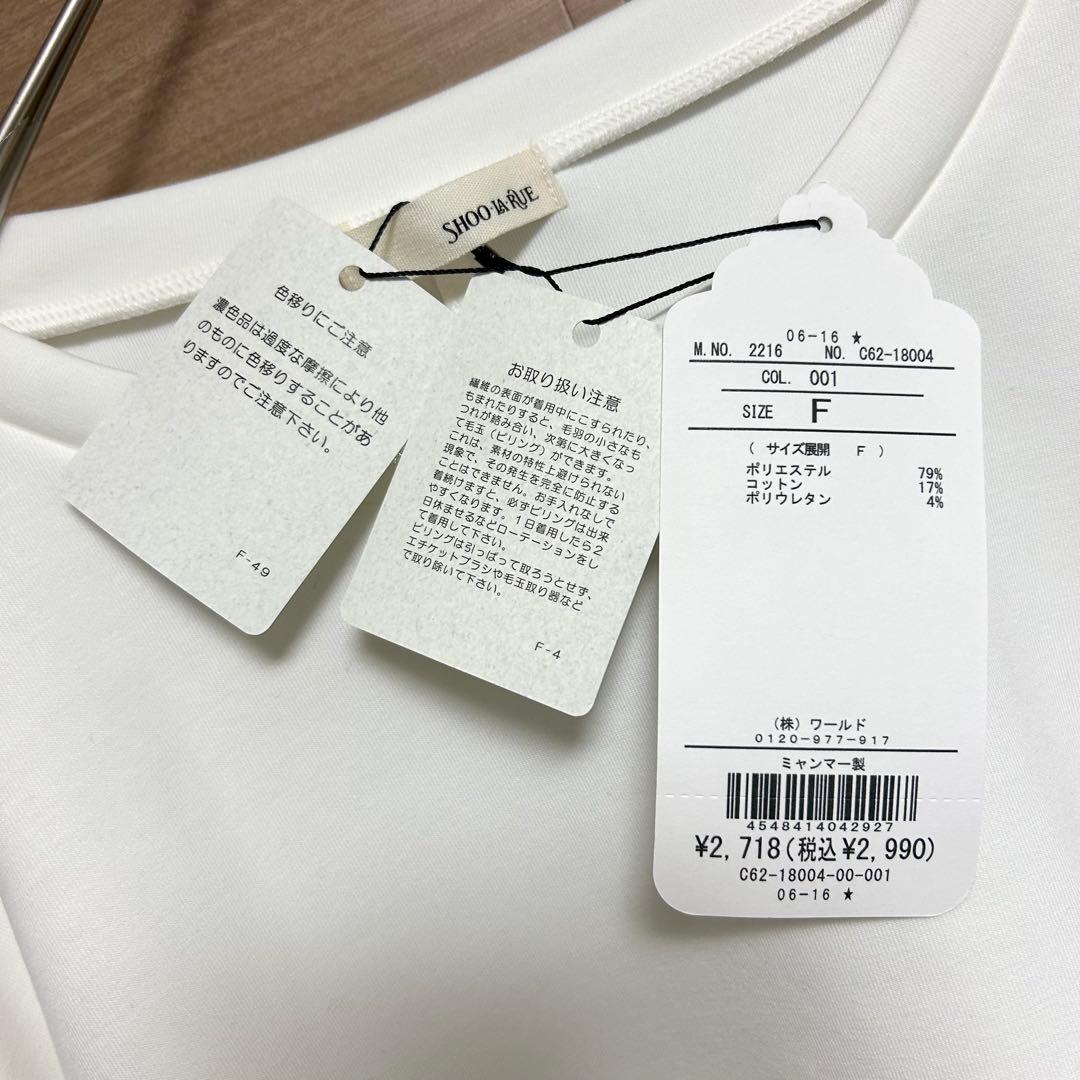 SHOO·LA·RUE
色移りにご注意
濃色品は過度な摩擦により他
のものに色移りすることがあ
りますのでご注意下さい。
F-49
お取り扱い注意
繊維の表面が着用中にこすられたり、
もまれたりすると、毛羽の小さなも
つれが絡み合い、次第に大きくなっ
て毛玉（ピリング）ができます。
これは、素材の特性上避けられない
現象で、その発生を完全に防止する
ことはできません。お手入れなしで
着続けますと、必ずピリングは出来
やすくなります。1日着用したら2
日休ませるなどローテーションをし
て着用して下さい。
ピリングは引っぱって取ろうとせず、
エチケットブラシや毛玉取り器など
で取り除いて下さい。
F-4
06-16 ★
M.NO. 2216 NO. C62-18004
COL. 001
SIZE F
( サイズ展開 F )
ポリエステル 79%
コットン 17%
ポリウレタン 4%
（株）ワールド
0120-977-917
ミャンマー製
4548414042927
¥2,718(税込¥2,990)
C62-18004-00-001
06-16 ★